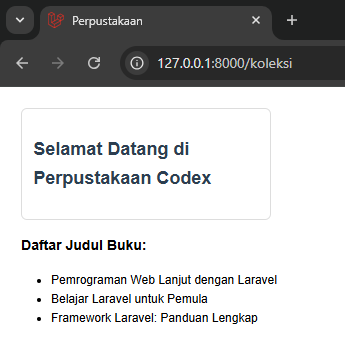 Perpustakaan
127.0.0.1:8000/koleksi
Selamat Datang di
Perpustakaan Codex
Daftar Judul Buku:
Pemrograman Web Lanjut dengan Laravel
Belajar Laravel untuk Pemula
Framework Laravel: Panduan Lengkap